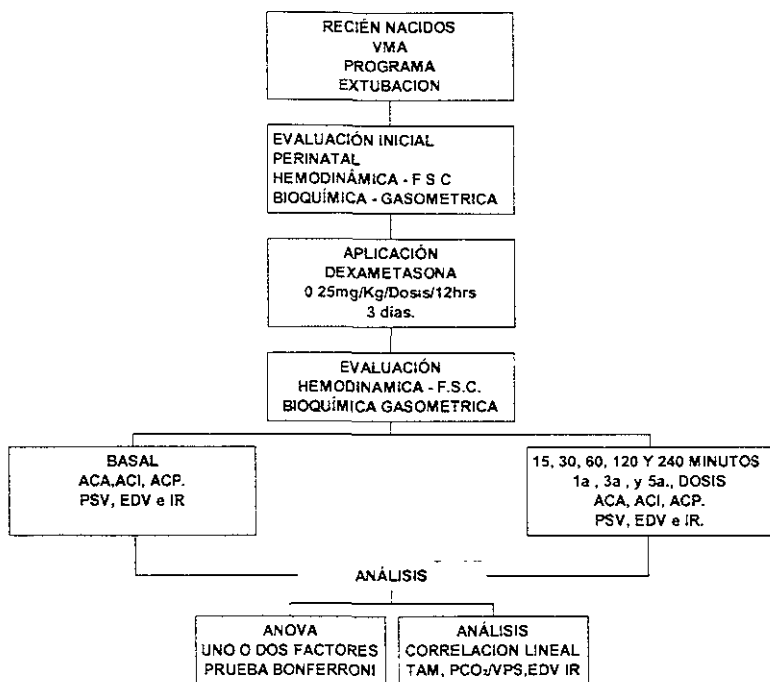 RECIÉN NACIDOS
VMA
PROGRAMA
EXTUBACION
EVALUACIÓN INICIAL
PERINATAL
HEMODINÂMICA - F S C
BIOQUÍMICA - GASOMETRICA
APLICACIÓN
DEXAMETASONA
0 25mg/Kg/Dosis/12hrs
3 días.
EVALUACIÓN
HEMODINAMICA - F.S.C.
BIOQUÍMICA GASOMETRICA
BASAL
ACA,ACI, ACP.
PSV, EDV e IR
15, 30, 60, 120 Y 240 MINUTOS
1a , 3a , y 5a., DOSIS
ACA, ACI, ACP.
PSV, EDV e IR.
ANÁLISIS
ANOVA
UNO O DOS FACTORES
PRUEBA BONFERRONI
ANÁLISIS
CORRELACION LINEAL
TAM, PCO₂/VPS,EDV IR